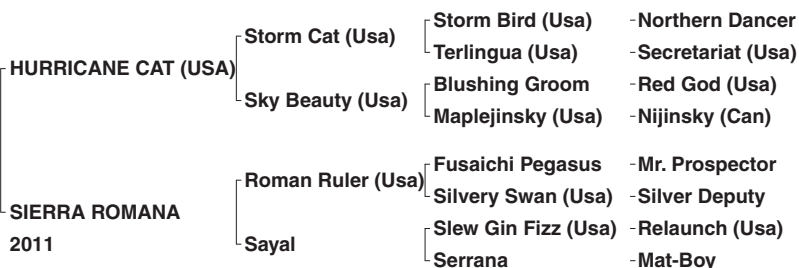 Storm Bird (Usa) - Northern Dancer
Storm Cat (Usa)
Terlingua (Usa) - Secretariat (Usa)
HURRICANE CAT (USA)
Blushing Groom - Red God (Usa)
Sky Beauty (Usa)
Maplejinsky (Usa) - Nijinsky (Can)
Fusaichi Pegasus - Mr. Prospector
Roman Ruler (Usa)
Silvery Swan (Usa) - Silver Deputy
SIERRA ROMANA
Slew Gin Fizz (Usa) - Relaunch (Usa)
2011
Sayal
Serrana - Mat-Boy